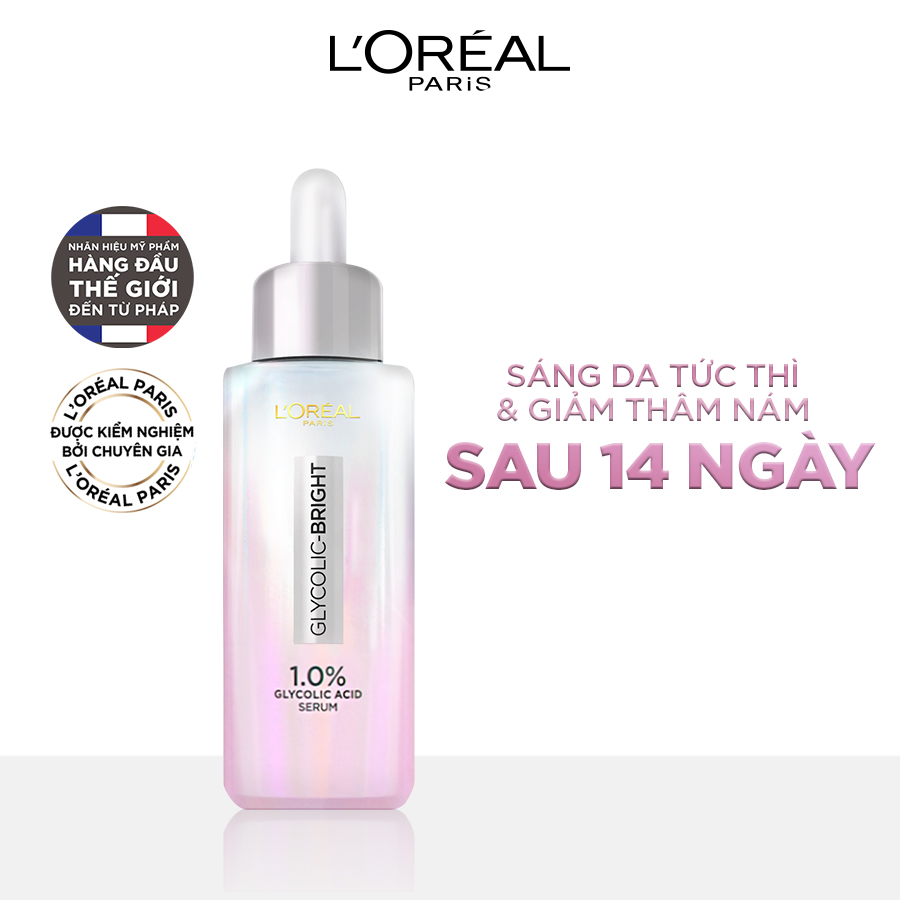 L'ORÉAL
PARiS
NHÃN HIỆU MỸ PHẨM
HÀNG ĐẦU
THẾ GIỚI
ĐẾN TỪ PHÁP
L'ORÉAL PARIS
ĐƯỢC KIỂM NGHIỆM
BỞI CHUYÊN GIA
L'ORÉAL PARIS
L'ORÉAL
PARIS
GLYCOLIC-BRIGHT
1.0%
GLYCOLIC ACID
SERUM
SÁNG DA TỨC THÌ
& GIẢM THÂM NÁM
SAU 14 NGÀY